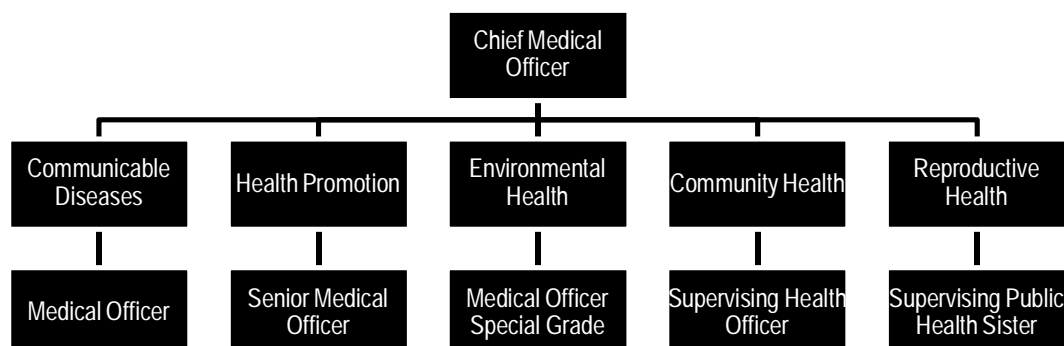 Chief Medical
Officer
Communicable
Diseases
Health Promotion
Environmental
Health
Community Health
Reproductive
Health
Medical Officer
Senior Medical
Officer
Medical Officer
Special Grade
Supervising Health
Officer
Supervising Public
Health Sister